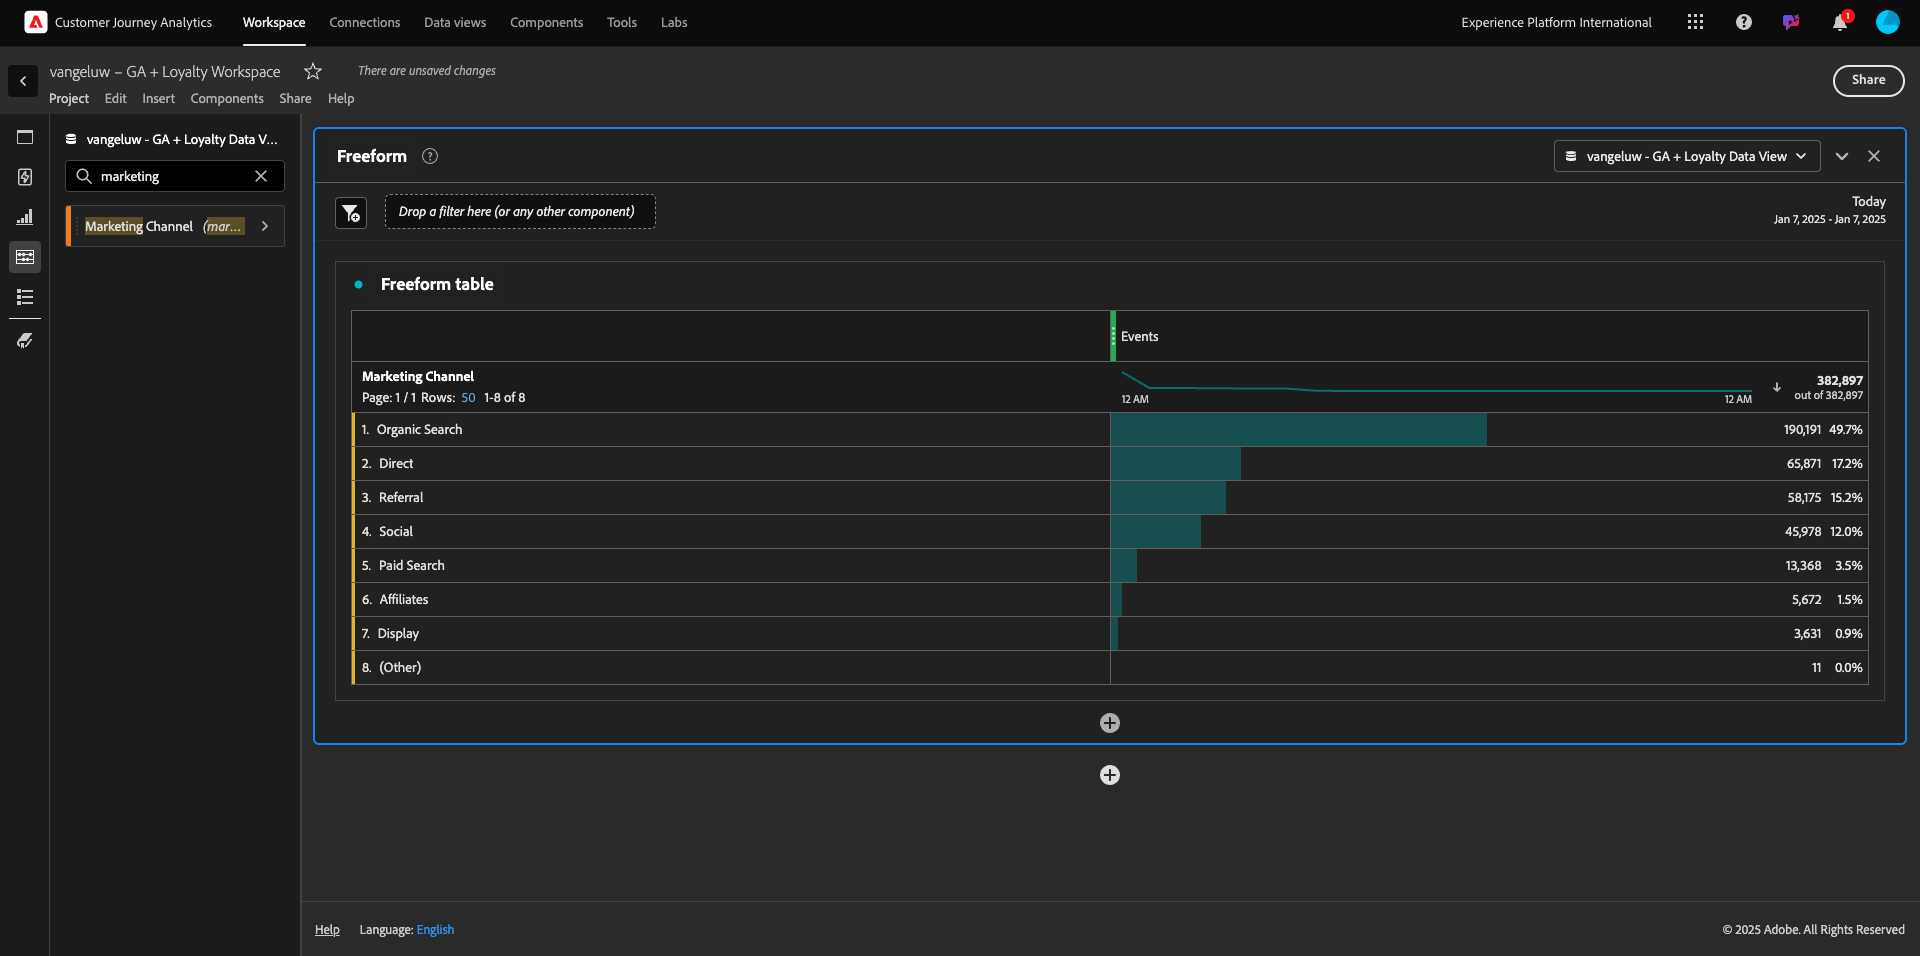 Customer Journey Analytics
Workspace
Connections
Data views
Components
Tools
Labs
Experience Platform International
1
vangeluw – GA + Loyalty Workspace
There are unsaved changes
Project
Edit
Insert
Components
Share
Help
Share
vangeluw - GA + Loyalty Data V...
marketing
Marketing Channel (mar...
Freeform
vangeluw - GA + Loyalty Data View
Drop a filter here (or any other component)
Today
Jan 7, 2025 - Jan 7, 2025
Freeform table
Events
Marketing Channel
Page: 1 / 1 Rows: 50 1-8 of 8
12 AM
12 AM
382,897
out of 382,897
1. Organic Search 190,191 49.7%
2. Direct 65,871 17.2%
3. Referral 58,175 15.2%
4. Social 45,978 12.0%
5. Paid Search 13,368 3.5%
6. Affiliates 5,672 1.5%
7. Display 3,631 0.9%
8. (Other) 11 0.0%
Help
Language: English
© 2025 Adobe. All Rights Reserved